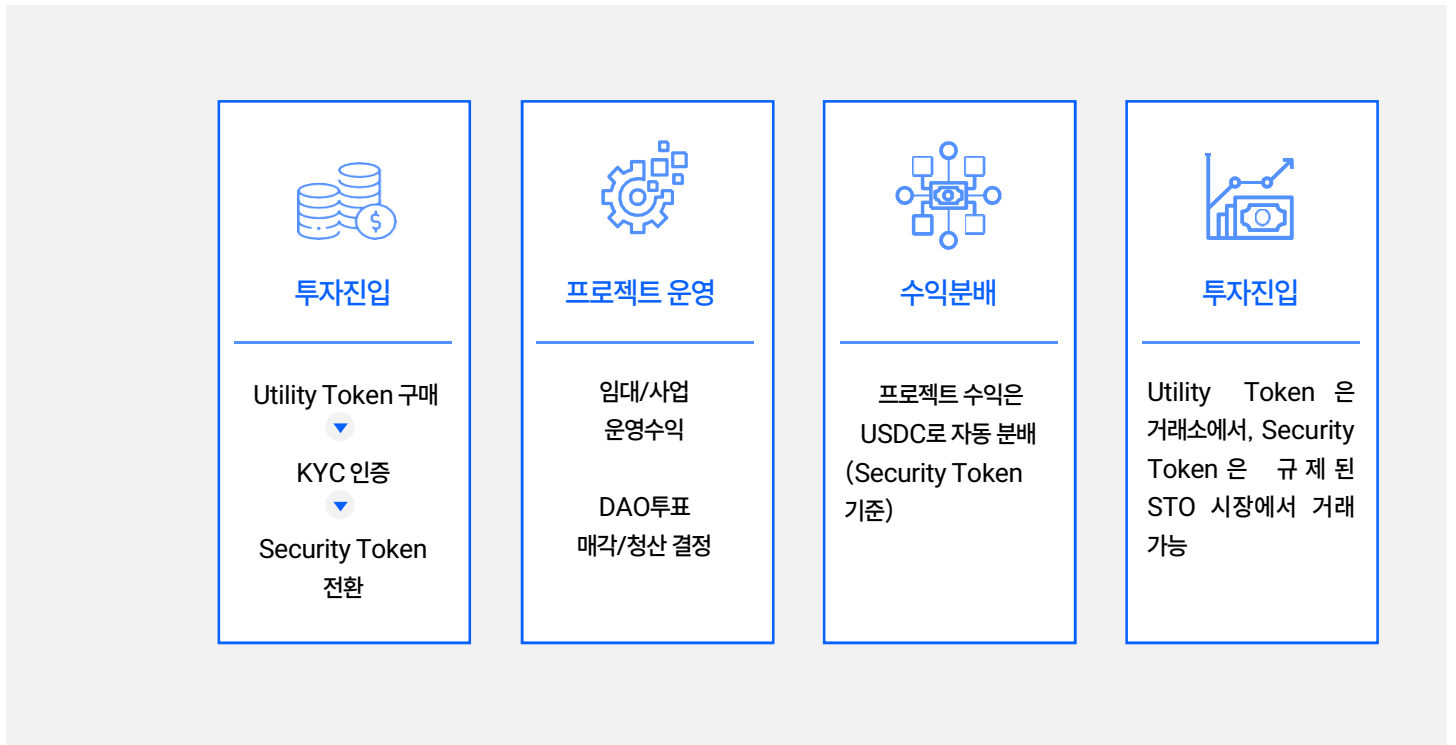 투자진입
Utility Token 구매
KYC 인증
Security Token
전환
프로젝트 운영
임대/사업
운영수익
DAO투표
매각/청산 결정
수익분배
프로젝트 수익은
USDC로 자동 분배
(Security Token
기준)
투자진입
Utility Token 은
거래소에서, Security
Token 은 규제된
STO 시장에서 거래
가능